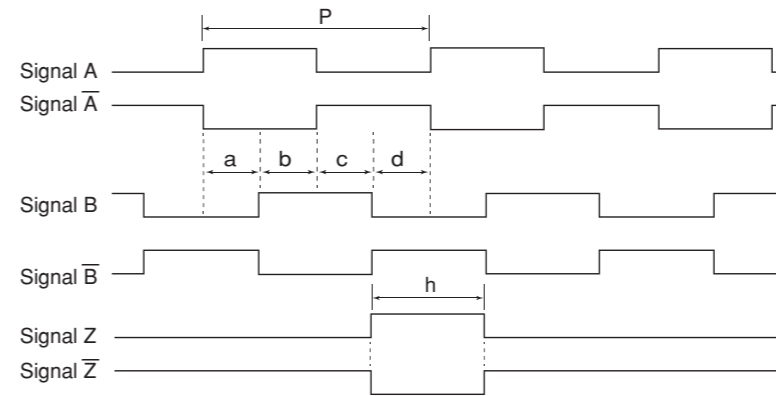 P
Signal A
Signal A̅
a b c d
Signal B
Signal B̅
h
Signal Z
Signal Z̅